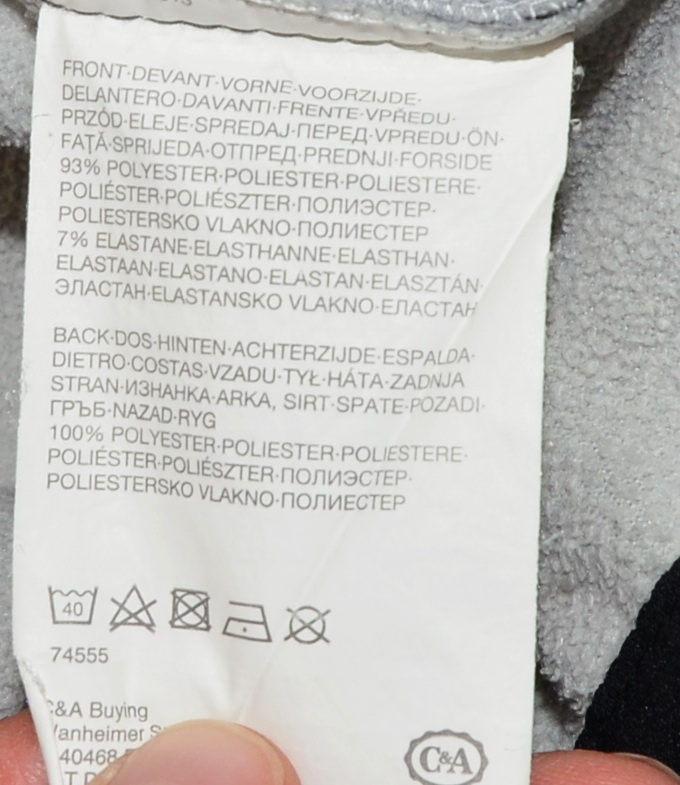 FRONT·DEVANT·VORNE·VOORZIJDE·
DELANTERO·DAVANTI·FRENTE·VPŘEDU·
PRZÓD·ELEJE·SPREDAJ·ПЕРЕД·VPREDU·ÖN·
FAŢĂ·SPRIJEDA·ОТПРЕД·PREDNJI·FORSIDE
93% POLYESTER·POLIESTER·POLIESTERE·
POLIÉSTER·POLIÉSZTER·ПОЛИЭСТЕР·
POLIESTERSKO VLAKNO·ПОЛИЕСТЕР
7% ELASTANE·ELASTHANNE·ELASTHAN·
ELASTAAN·ELASTANO·ELASTAN·ELASZTÁN·
ЭЛАСТАН·ELASTANSKO VLAKNO·ЕЛАСТАН
BACK·DOS·HINTEN·ACHTERZIJDE·ESPALDA·
DIETRO·COSTAS·VZADU·TYŁ·HÁTA·ZADNJA
STRAN·ИЗНАНКА·ARKA, SIRT·SPATE·POZADI·
ГРЪБ·NAZAD·RYG
100% POLYESTER·POLIESTER·POLIESTERE·
POLIÉSTER·POLIÉSZTER·ПОЛИЭСТЕР·
POLIESTERSKO VLAKNO·ПОЛИЕСТЕР
40
74555
C&A Buying
Vanheimer
40468
C&A